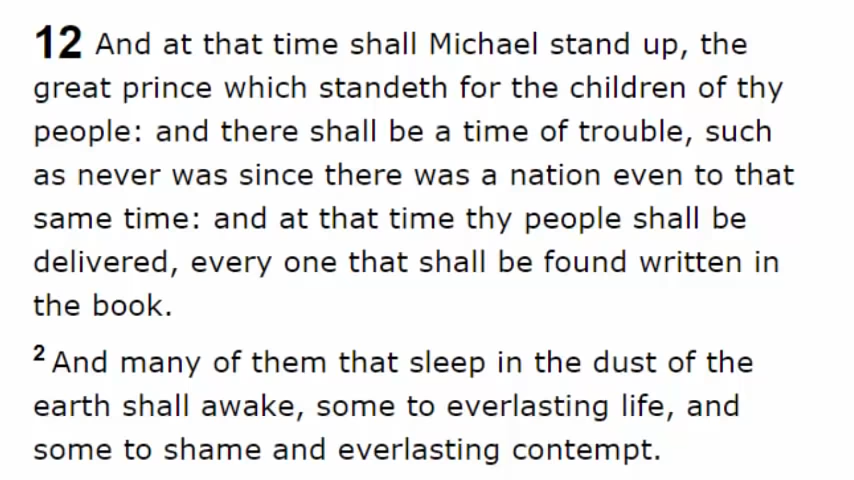 12 And at that time shall Michael stand up, the
great prince which standeth for the children of thy
people: and there shall be a time of trouble, such
as never was since there was a nation even to that
same time: and at that time thy people shall be
delivered, every one that shall be found written in
the book.
2 And many of them that sleep in the dust of the
earth shall awake, some to everlasting life, and
some to shame and everlasting contempt.